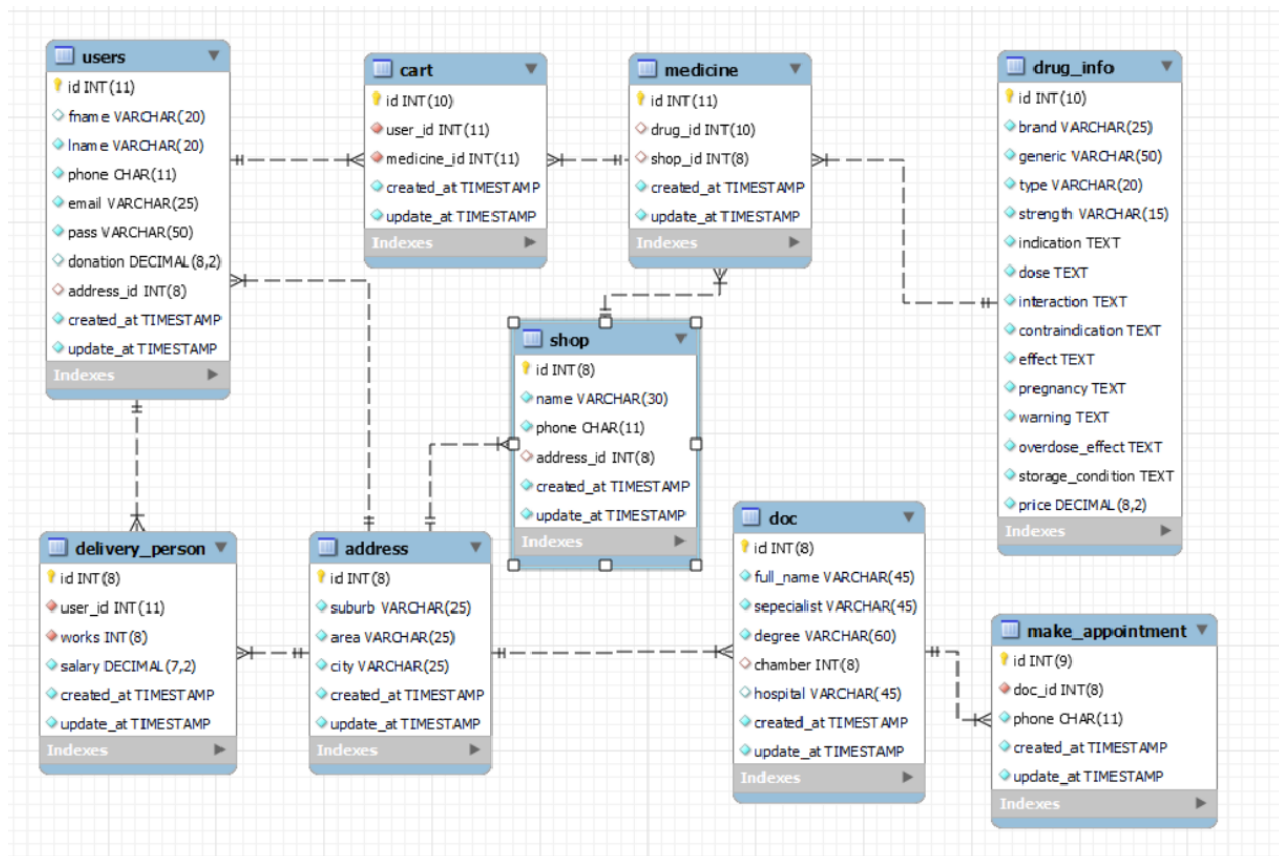 users
id INT(11)
fname VARCHAR(20)
lname VARCHAR(20)
phone CHAR(11)
email VARCHAR(25)
pass VARCHAR(50)
donation DECIMAL(8,2)
address_id INT(8)
created_at TIMESTAMP
update_at TIMESTAMP
Indexes
cart
id INT(10)
user_id INT(11)
medicine_id INT(11)
created_at TIMESTAMP
update_at TIMESTAMP
Indexes
medicine
id INT(11)
drug_id INT(10)
shop_id INT(8)
created_at TIMESTAMP
update_at TIMESTAMP
Indexes
drug_info
id INT(10)
brand VARCHAR(25)
generic VARCHAR(50)
type VARCHAR(20)
strength VARCHAR(15)
indication TEXT
dose TEXT
interaction TEXT
contraindication TEXT
effect TEXT
pregnancy TEXT
warning TEXT
overdose_effect TEXT
storage_condition TEXT
price DECIMAL(8,2)
Indexes
shop
id INT(8)
name VARCHAR(30)
phone CHAR(11)
address_id INT(8)
created_at TIMESTAMP
update_at TIMESTAMP
Indexes
delivery_person
id INT(8)
user_id INT(11)
works INT(8)
salary DECIMAL(7,2)
created_at TIMESTAMP
update_at TIMESTAMP
Indexes
address
id INT(8)
suburb VARCHAR(25)
area VARCHAR(25)
city VARCHAR(25)
created_at TIMESTAMP
update_at TIMESTAMP
Indexes
doc
id INT(8)
full_name VARCHAR(45)
sepecialist VARCHAR(45)
degree VARCHAR(60)
chamber INT(8)
hospital VARCHAR(45)
created_at TIMESTAMP
update_at TIMESTAMP
Indexes
make_appointment
id INT(9)
doc_id INT(8)
phone CHAR(11)
created_at TIMESTAMP
update_at TIMESTAMP
Indexes